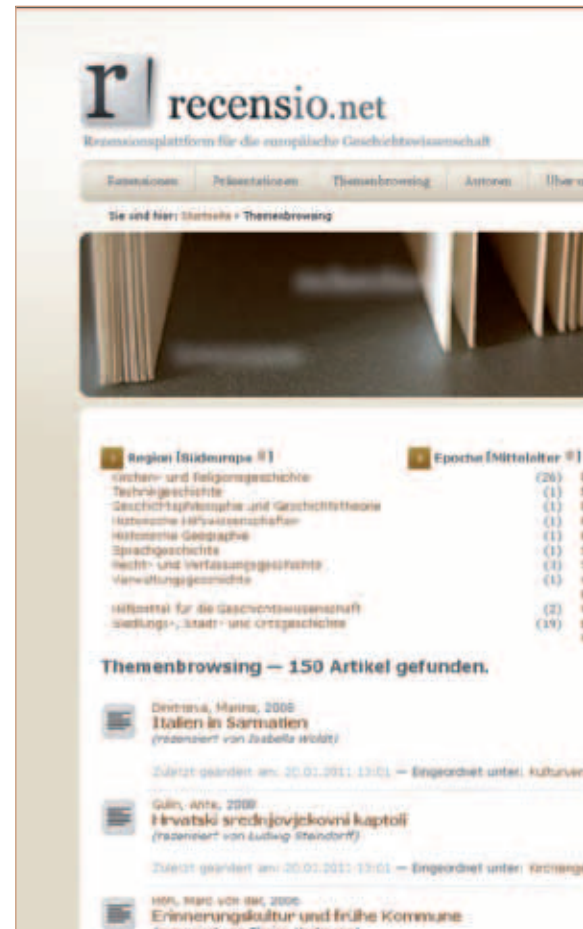 r
recensio.net
Rezensionsplattform für die europäische Geschichtswissenschaft
Rezensionen Präsentationen Themenbrowsing Autoren Über
Sie sind hier: Startseite › Themenbrowsing
Region [Südeuropa] Epoche [Mittelalter]
Kirchen- und Religionsgeschichte (26)
Technikgeschichte (1)
Geschichtsphilosophie und Geschichtstheorie (1)
Historische Hilfswissenschaften (1)
Historische Geographie (1)
Sprachgeschichte (1)
Recht- und Verfassungsgeschichte (3)
Verwaltungsgeschichte (1)
Hilfsmittel für die Geschichtswissenschaft (2)
Siedlungs-, Stadt- und Ortsgeschichte (19)
Themenbrowsing — 150 Artikel gefunden.
Dmitrieva, Marina, 2008
Italien in Sarmatien
(rezensiert von Isabella Woldt)
Zuletzt geändert am: 20.01.2011 13:01 — Eingeordnet unter:
Gulin, Ante, 2008
Hrvatski srednjovjekovni kaptoli
(rezensiert von Ludwig Steindorff)
Zuletzt geändert am: 20.01.2011 13:01 — Eingeordnet unter:
Marc von der, 2006
Erinnerungskultur und frühe Kommune